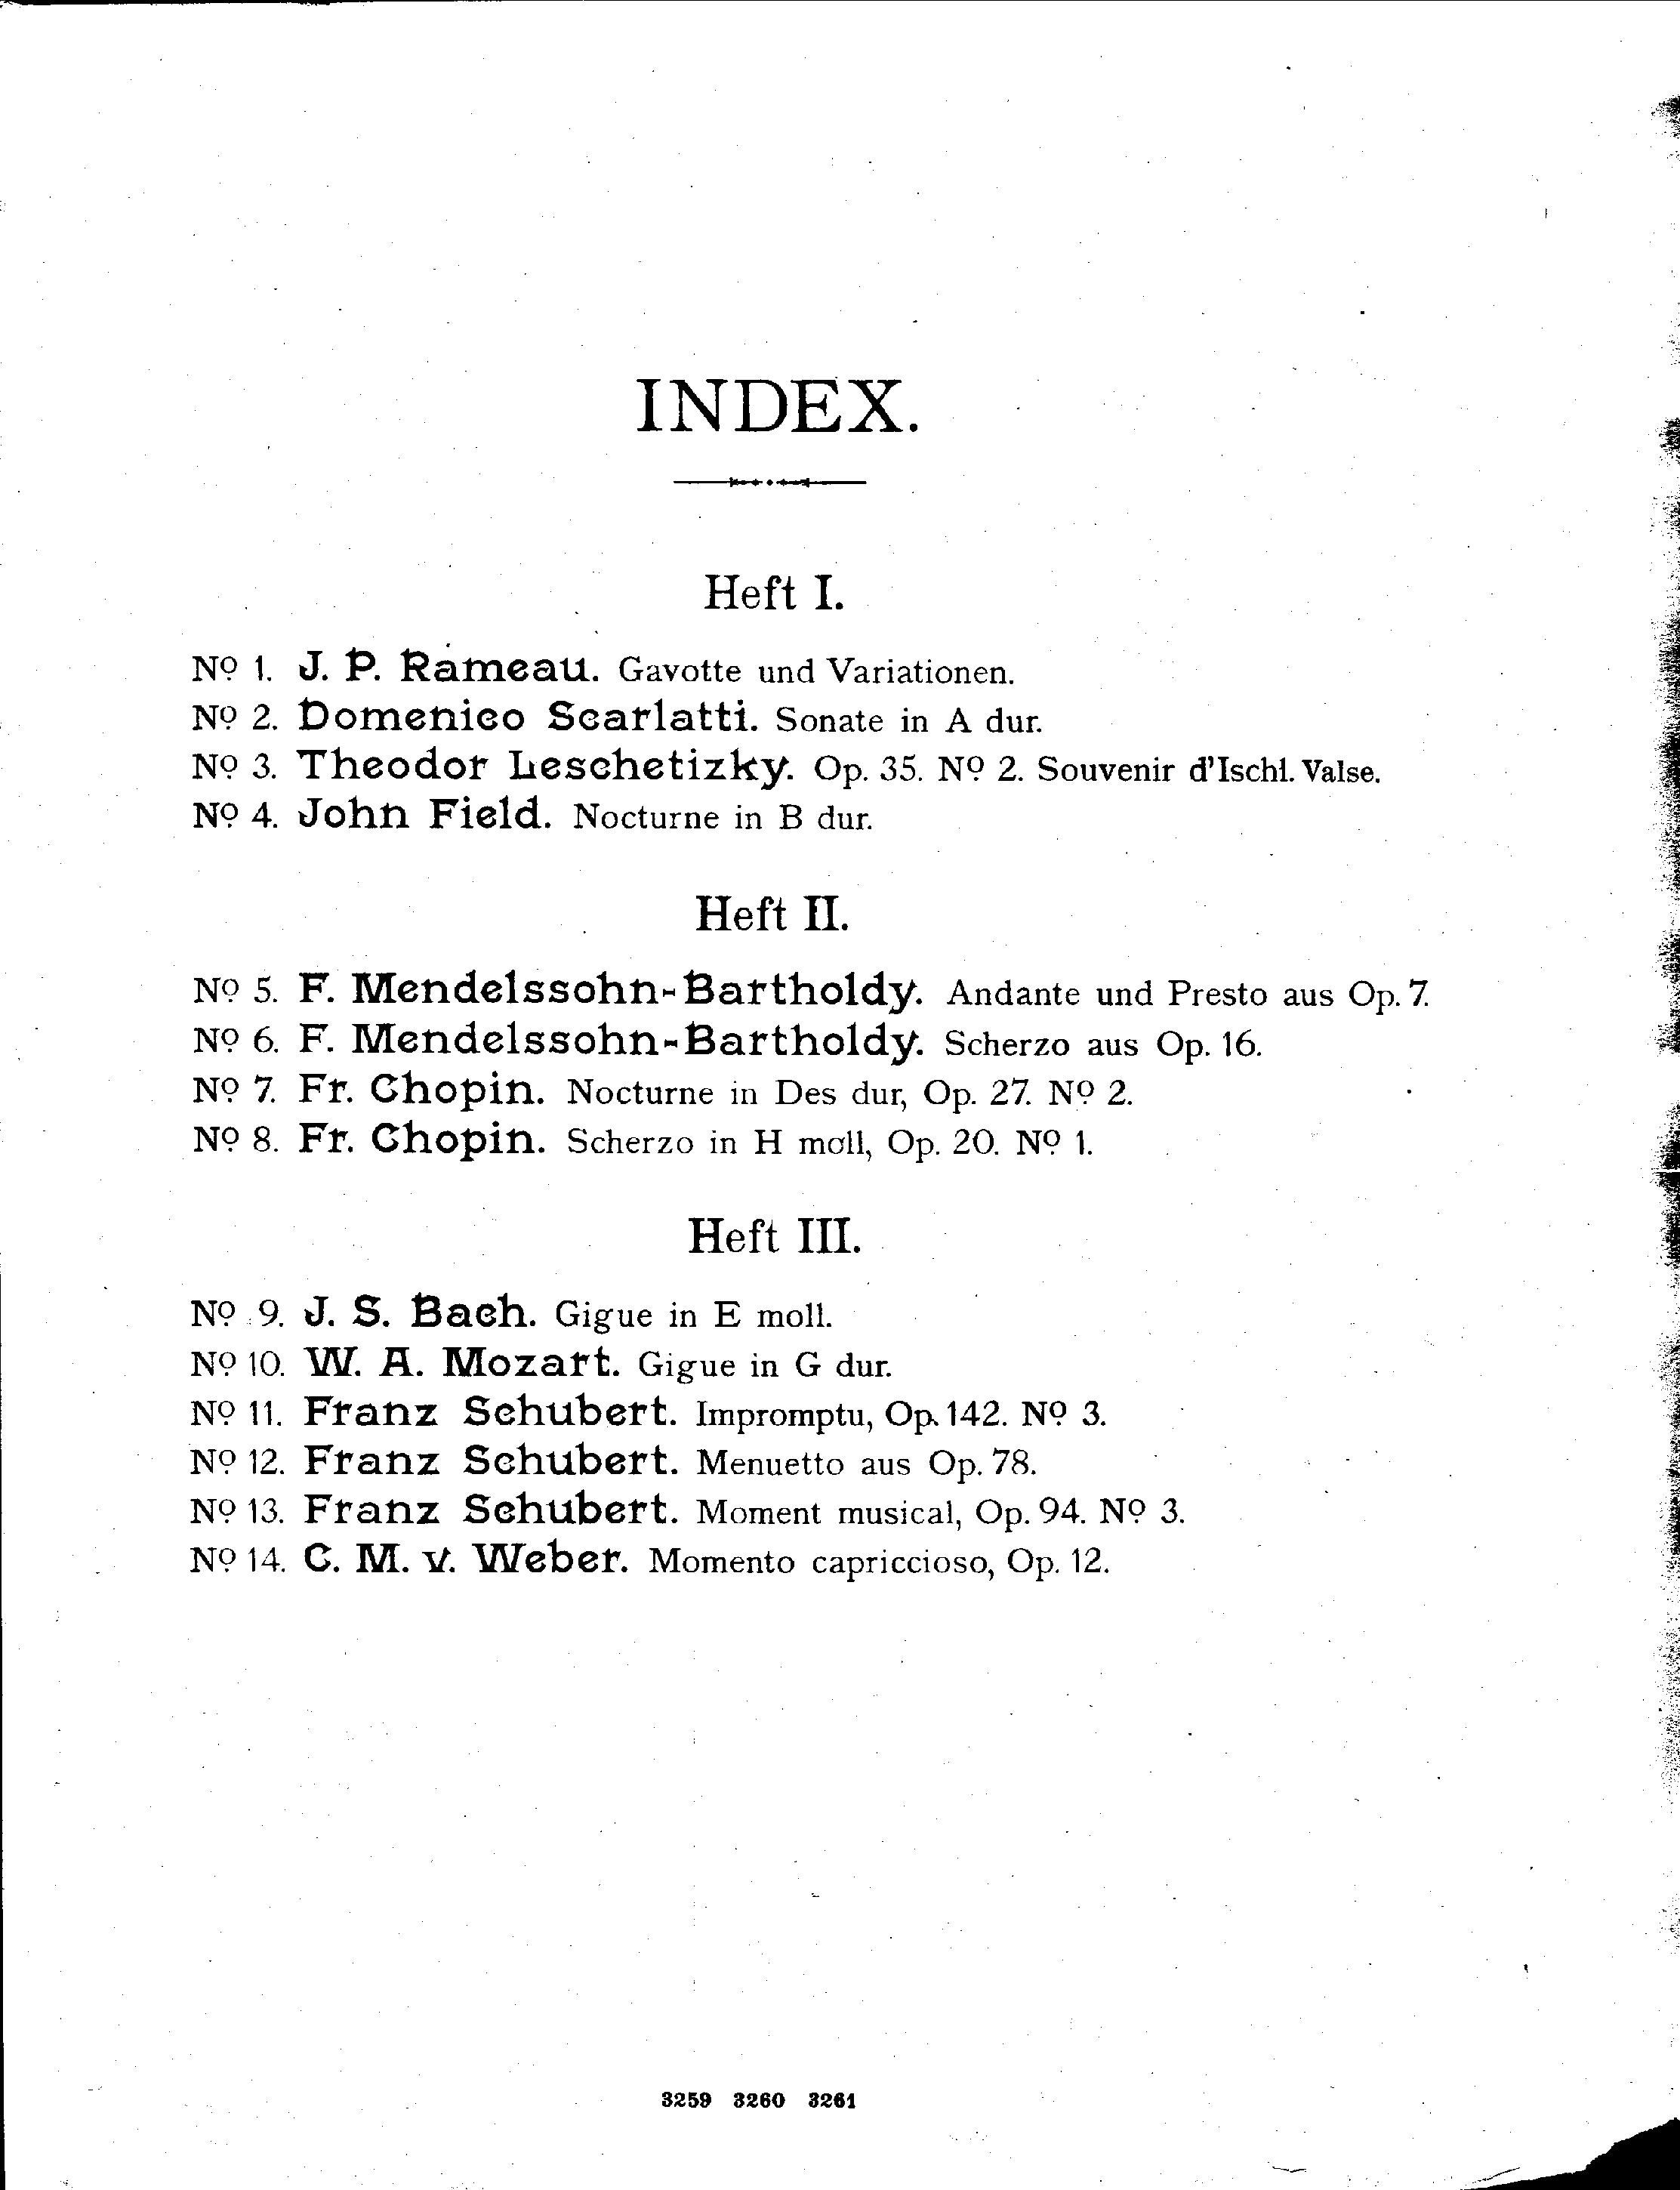 INDEX.
Heft I.
No 1. J. P. Rameau. Gavotte und Variationen.
No 2. Domenico Scarlatti. Sonate in A dur.
No 3. Theodor Leschetizky. Op. 35. No 2. Souvenir d'Ischl. Valse.
No 4. John Field. Nocturne in B dur.
Heft II.
No 5. F. Mendelssohn-Bartholdy. Andante und Presto aus Op. 7.
No 6. F. Mendelssohn-Bartholdy. Scherzo aus Op. 16.
No 7. Fr. Chopin. Nocturne in Des dur, Op. 27. No 2.
No 8. Fr. Chopin. Scherzo in H moll, Op. 20. No 1.
Heft III.
No 9. J. S. Bach. Gigue in E moll.
No 10. W. A. Mozart. Gigue in G dur.
No 11. Franz Schubert. Impromptu, Op. 142. No 3.
No 12. Franz Schubert. Menuetto aus Op. 78.
No 13. Franz Schubert. Moment musical, Op. 94. No 3.
No 14. C. M. v. Weber. Momento capriccioso, Op. 12.
3259 3260 3261